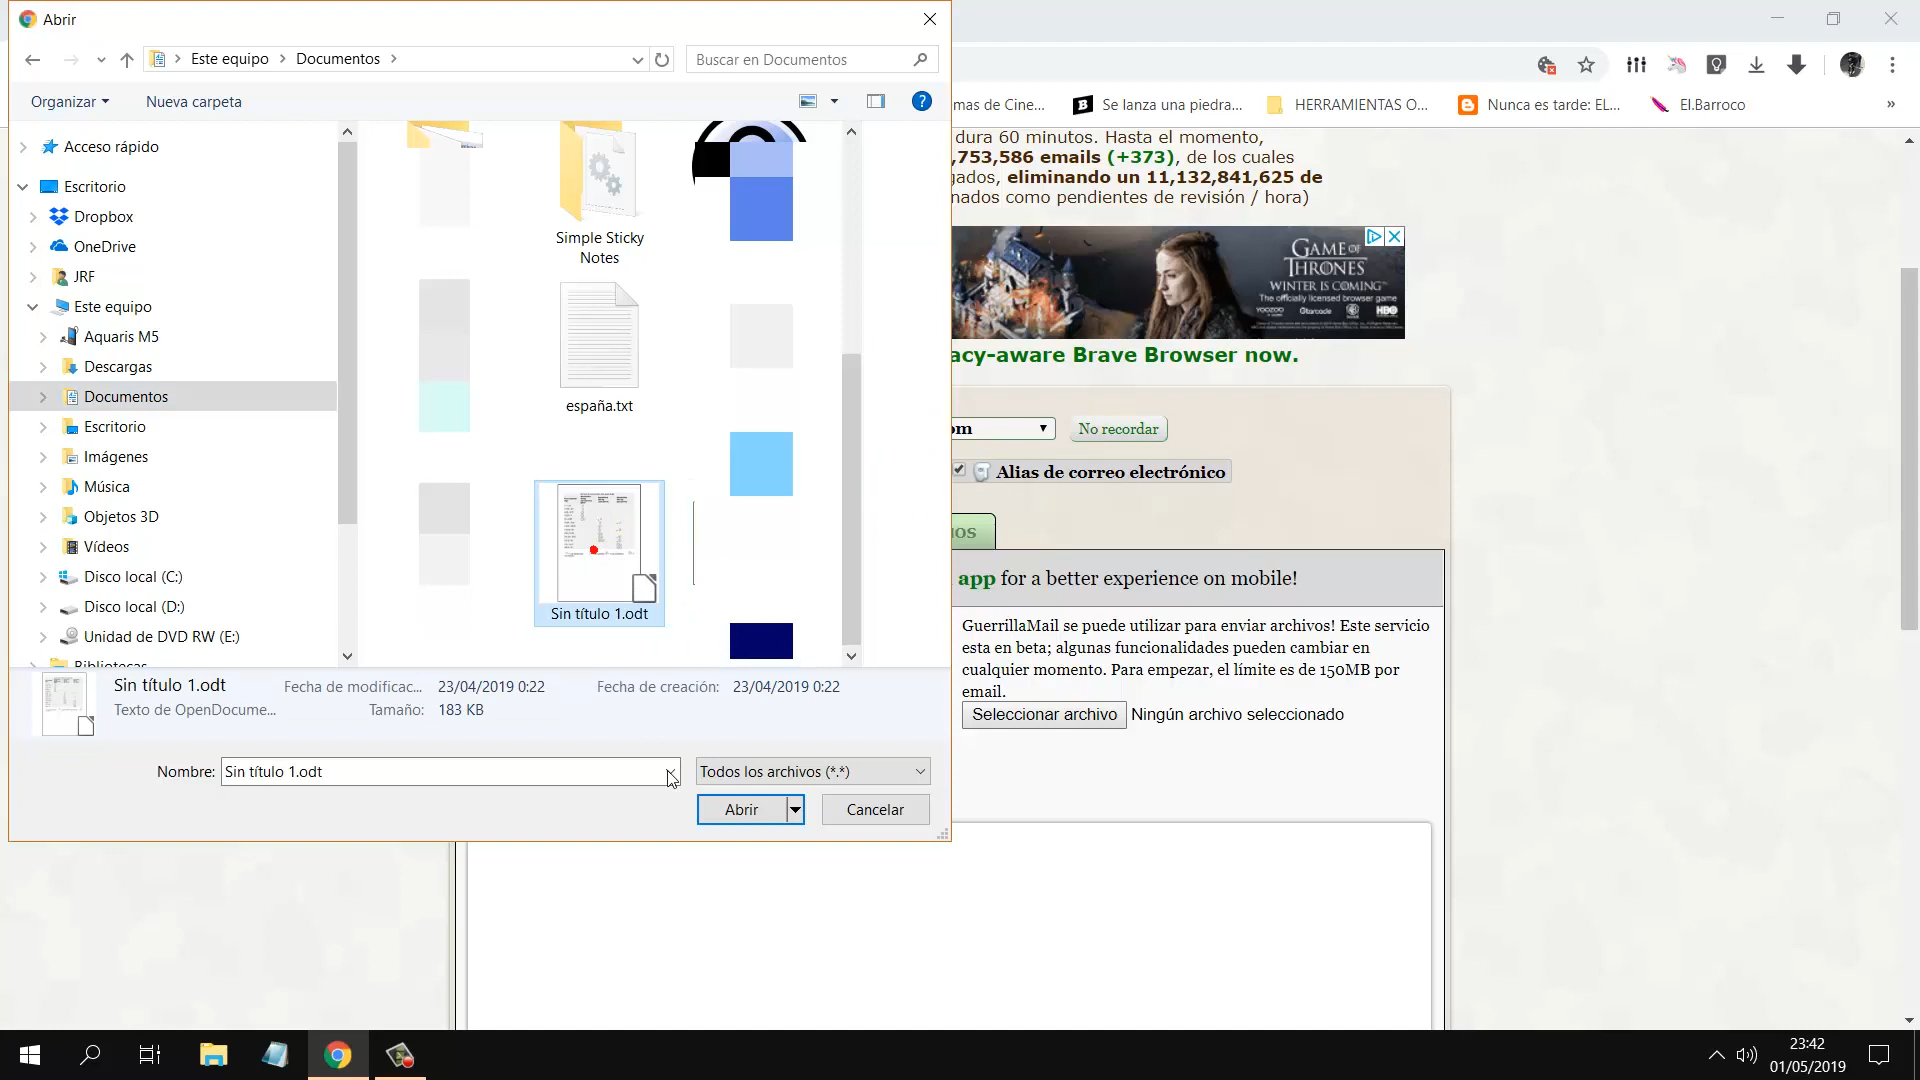 Abrir
Este equipo
Documentos
Buscar en Documentos
Organizar
Nueva carpeta
Acceso rápido
Escritorio
Dropbox
OneDrive
JRF
Este equipo
Aquaris M5
Descargas
Documentos
Escritorio
Imágenes
Música
Objetos 3D
Vídeos
Disco local (C:)
Disco local (D:)
Unidad de DVD RW (E:)
Bibliotecas
Simple Sticky
Notes
españa.txt
Sin título 1.odt
Sin título 1.odt
Fecha de modificac... 23/04/2019 0:22
Fecha de creación: 23/04/2019 0:22
Texto de OpenDocume...
Tamaño: 183 KB
Nombre: Sin título 1.odt
Todos los archivos (*.*)
Abrir
Cancelar
mas de Cine...
Se lanza una piedra...
HERRAMIENTAS O...
Nunca es tarde: EL...
El.Barroco
»
dura 60 minutos. Hasta el momento,
,753,586 emails (+373), de los cuales
gados, eliminando un 11,132,841,625 de
nados como pendientes de revisión / hora)
GAME OF
THRONES
WINTER IS COMING™
The officially licensed browser game
YOOZOO Gtarcade HBO
acy-aware Brave Browser now.
om
No recordar
Alias de correo electrónico
os
app for a better experience on mobile!
GuerrillaMail se puede utilizar para enviar archivos! Este servicio
esta en beta; algunas funcionalidades pueden cambiar en
cualquier momento. Para empezar, el límite es de 150MB por
email.
Seleccionar archivo Ningún archivo seleccionado
23:42
01/05/2019